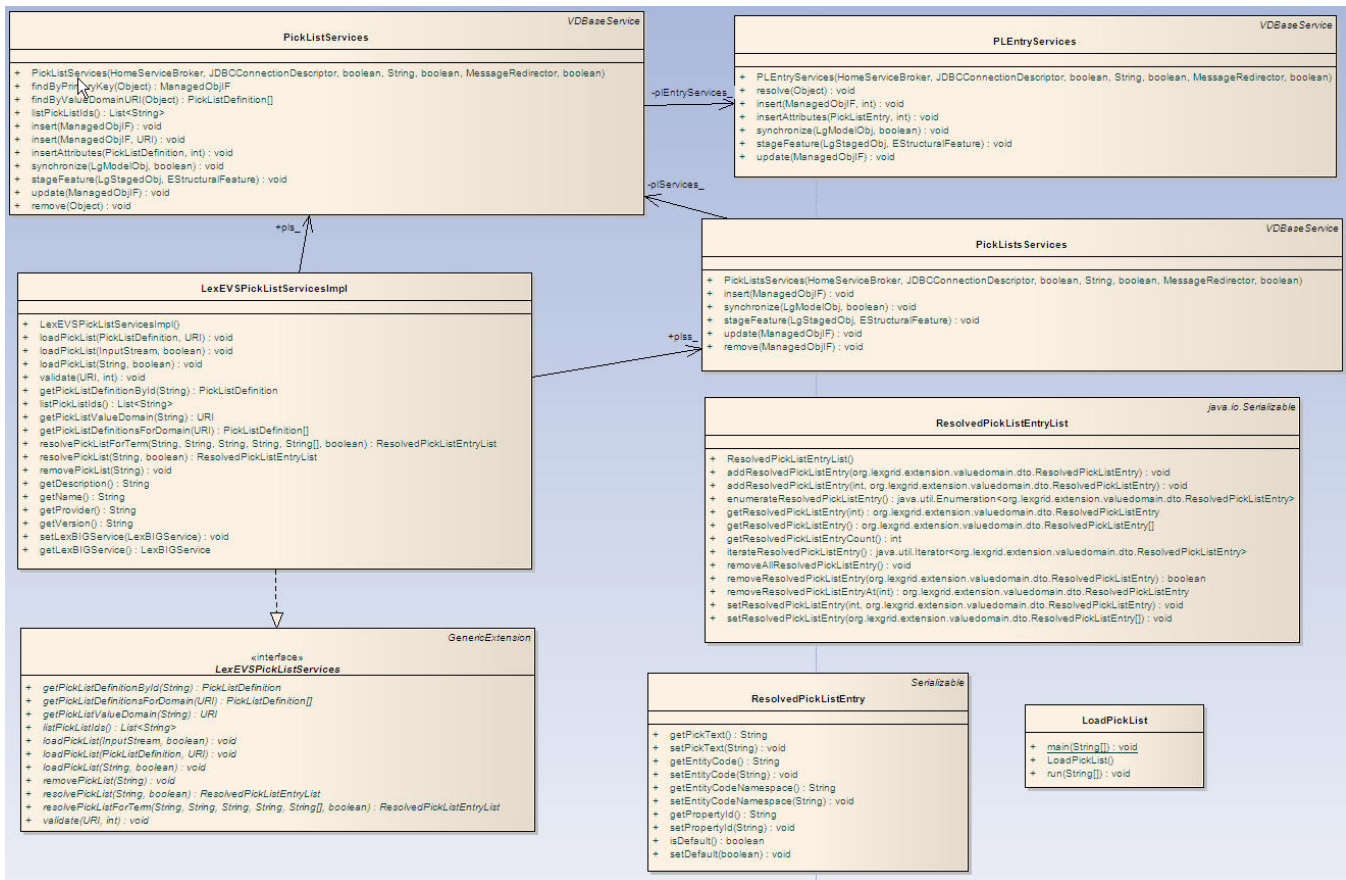 VDBaseService
PickListServices
+ PickListServices(HomeServiceBroker, JDBCConnectionDescriptor, boolean, String, boolean, MessageRedirector, boolean)
+ findByPrimaryKey(Object) : ManagedObjIF
+ findByValueDomainURI(Object) : PickListDefinition[]
+ listPickListIds() : List<String>
+ insert(ManagedObjIF) : void
+ insert(ManagedObjIF, URI) : void
+ insertAttributes(PickListDefinition, int) : void
+ synchronize(LgModelObj, boolean) : void
+ stageFeature(LgStagedObj, EStructuralFeature) : void
+ update(ManagedObjIF) : void
+ remove(Object) : void
-plEntryServices_
VDBaseService
PLEntryServices
+ PLEntryServices(HomeServiceBroker, JDBCConnectionDescriptor, boolean, String, boolean, MessageRedirector, boolean)
+ resolve(Object) : void
+ insert(ManagedObjIF, int) : void
+ insertAttributes(PickListEntry, int) : void
+ synchronize(LgModelObj, boolean) : void
+ stageFeature(LgStagedObj, EStructuralFeature) : void
+ update(ManagedObjIF) : void
-plServices_
+pls_
VDBaseService
PickListsServices
+ PickListsServices(HomeServiceBroker, JDBCConnectionDescriptor, boolean, String, boolean, MessageRedirector, boolean)
+ insert(ManagedObjIF) : void
+ synchronize(LgModelObj, boolean) : void
+ stageFeature(LgStagedObj, EStructuralFeature) : void
+ update(ManagedObjIF) : void
+ remove(ManagedObjIF) : void
+plss_
LexEVSPickListServicesImpl
+ LexEVSPickListServicesImpl()
+ loadPickList(PickListDefinition, URI) : void
+ loadPickList(InputStream, boolean) : void
+ loadPickList(String, boolean) : void
+ validate(URI, int) : void
+ getPickListDefinitionById(String) : PickListDefinition
+ listPickListIds() : List<String>
+ getPickListValueDomain(String) : URI
+ getPickListDefinitionsForDomain(URI) : PickListDefinition[]
+ resolvePickListForTerm(String, String, String, String, String[], boolean) : ResolvedPickListEntryList
+ resolvePickList(String, boolean) : ResolvedPickListEntryList
+ removePickList(String) : void
+ getDescription() : String
+ getName() : String
+ getProvider() : String
+ getVersion() : String
+ setLexBIGService(LexBIGService) : void
+ getLexBIGService() : LexBIGService
java.io.Serializable
ResolvedPickListEntryList
+ ResolvedPickListEntryList()
+ addResolvedPickListEntry(org.lexgrid.extension.valuedomain.dto.ResolvedPickListEntry) : void
+ addResolvedPickListEntry(int, org.lexgrid.extension.valuedomain.dto.ResolvedPickListEntry) : void
+ enumerateResolvedPickListEntry() : java.util.Enumeration<org.lexgrid.extension.valuedomain.dto.ResolvedPickListEntry>
+ getResolvedPickListEntry(int) : org.lexgrid.extension.valuedomain.dto.ResolvedPickListEntry
+ getResolvedPickListEntry() : org.lexgrid.extension.valuedomain.dto.ResolvedPickListEntry[]
+ getResolvedPickListEntryCount() : int
+ iterateResolvedPickListEntry() : java.util.Iterator<org.lexgrid.extension.valuedomain.dto.ResolvedPickListEntry>
+ removeAllResolvedPickListEntry() : void
+ removeResolvedPickListEntry(org.lexgrid.extension.valuedomain.dto.ResolvedPickListEntry) : boolean
+ removeResolvedPickListEntryAt(int) : org.lexgrid.extension.valuedomain.dto.ResolvedPickListEntry
+ setResolvedPickListEntry(int, org.lexgrid.extension.valuedomain.dto.ResolvedPickListEntry) : void
+ setResolvedPickListEntry(org.lexgrid.extension.valuedomain.dto.ResolvedPickListEntry[]) : void
GenericExtension
«interface»
LexEVSPickListServices
+ getPickListDefinitionById(String) : PickListDefinition
+ getPickListDefinitionsForDomain(URI) : PickListDefinition[]
+ getPickListValueDomain(String) : URI
+ listPickListIds() : List<String>
+ loadPickList(InputStream, boolean) : void
+ loadPickList(PickListDefinition, URI) : void
+ loadPickList(String, boolean) : void
+ removePickList(String) : void
+ resolvePickList(String, boolean) : ResolvedPickListEntryList
+ resolvePickListForTerm(String, String, String, String, String[], boolean) : ResolvedPickListEntryList
+ validate(URI, int) : void
Serializable
ResolvedPickListEntry
+ getPickText() : String
+ setPickText(String) : void
+ getEntityCode() : String
+ setEntityCode(String) : void
+ getEntityCodeNamespace() : String
+ setEntityCodeNamespace(String) : void
+ getPropertyId() : String
+ setPropertyId(String) : void
+ isDefault() : boolean
+ setDefault(boolean) : void
LoadPickList
+ main(String[]) : void
+ LoadPickList()
+ run(String[]) : void